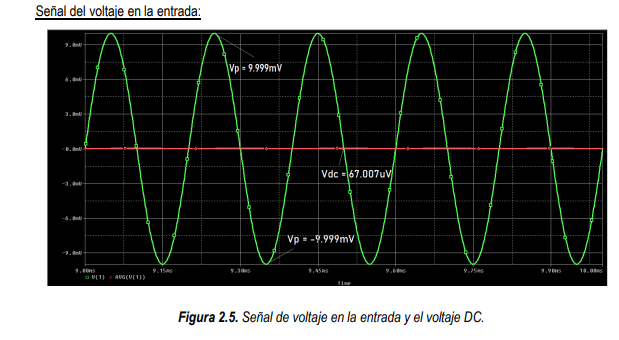 Señal del voltaje en la entrada:
9.0mV
Vp = 9.999mV
6.0mV
3.0mV
-0.0mV
Vdc = 67.007uV
-3.0mV
-6.0mV
Vp = -9.999mV
-9.0mV
9.00ms 9.15ms 9.30ms 9.45ms 9.60ms 9.75ms 9.90ms 10.00ms
V(1) AVG(V(1))
Time
Figura 2.5. Señal de voltaje en la entrada y el voltaje DC.